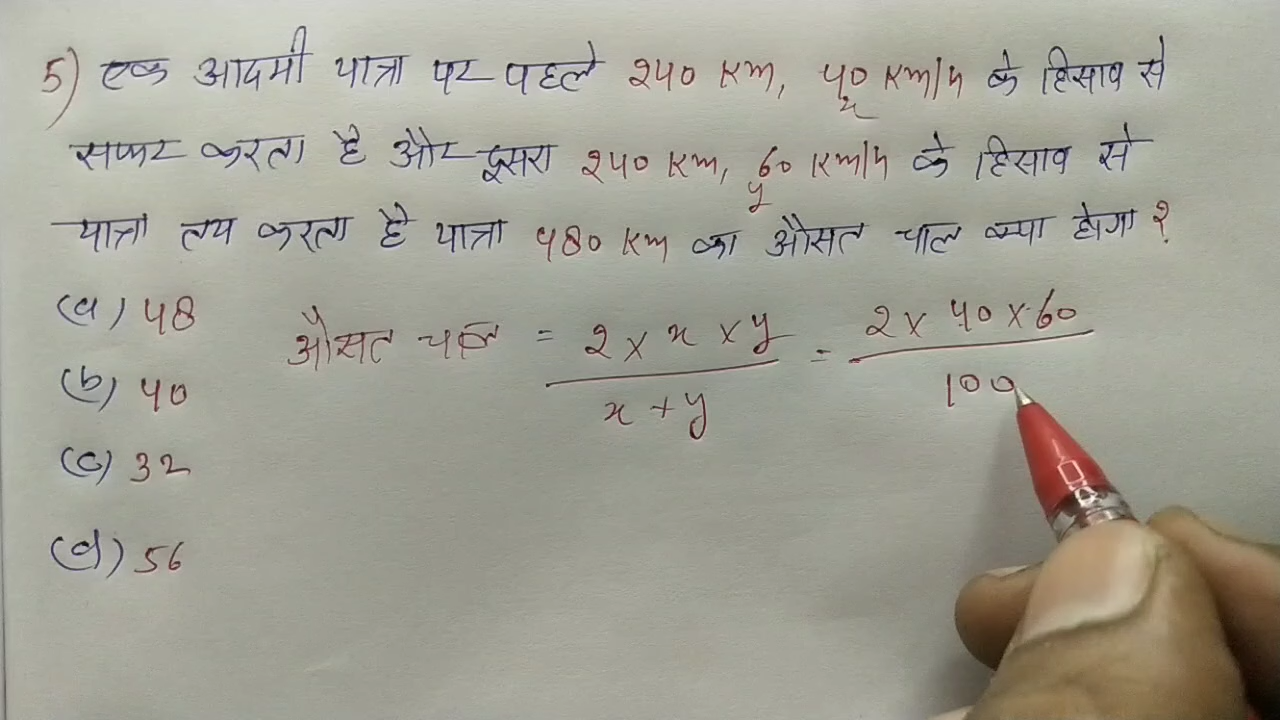 5) एक आदमी यात्रा पर पहले 240 Km, 40 Km/h के हिसाब से
x
सफर करता है और दूसरा 240 Km, 60 Km/h के हिसाब से
y
यात्रा तय करता है यात्रा 480 Km का औसत चाल क्या होगा ?
(a) 48
औसत चाल = 2 × x × y / x + y = 2 × 40 × 60 / 100
(b) 40
(c) 32
(d) 56